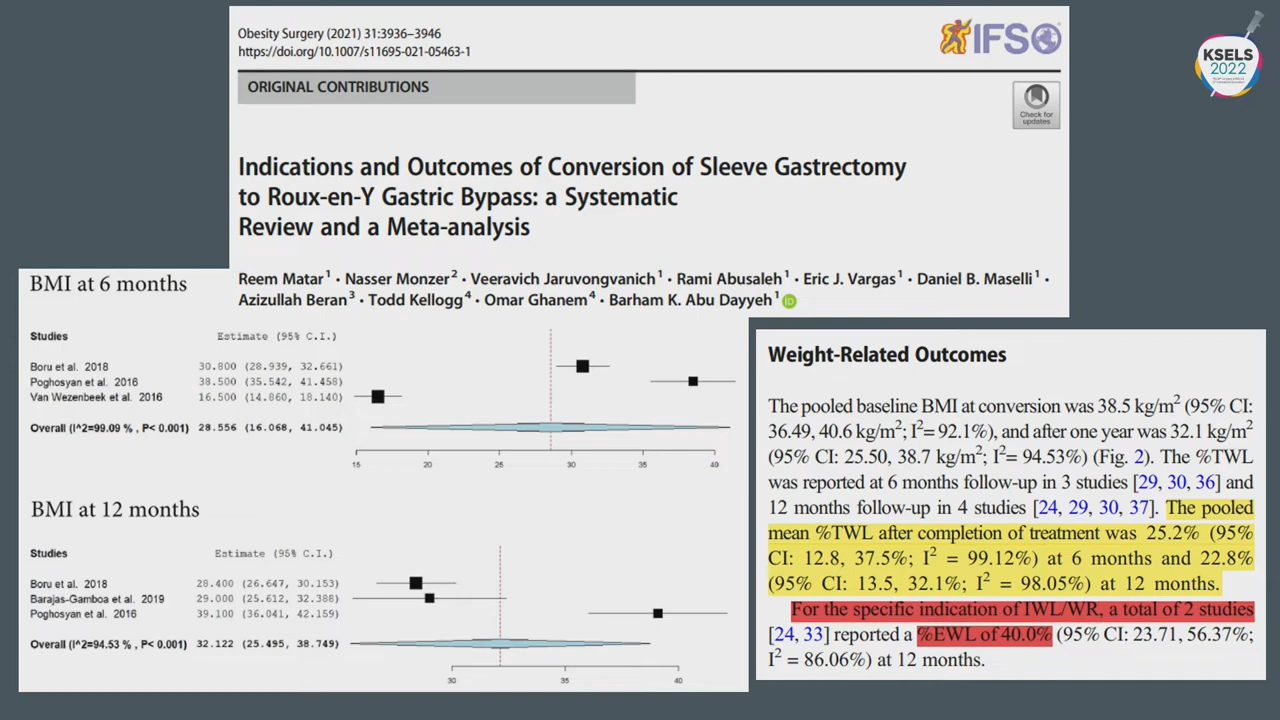 Obesity Surgery (2021) 31:3936–3946
https://doi.org/10.1007/s11695-021-05463-1
IFSO
KSELS
2022
ORIGINAL CONTRIBUTIONS
Check for
updates
Indications and Outcomes of Conversion of Sleeve Gastrectomy
to Roux-en-Y Gastric Bypass: a Systematic
Review and a Meta-analysis
Reem Matar1 · Nasser Monzer2 · Veeravich Jaruvongvanich1 · Rami Abusaleh1 · Eric J. Vargas1 · Daniel B. Maselli1 ·
Azizullah Beran3 · Todd Kellogg4 · Omar Ghanem4 · Barham K. Abu Dayyeh1 iD
BMI at 6 months
Studies Estimate (95% C.I.)
Boru et al. 2018 30.800 (28.939, 32.661)
Poghosyan et al. 2016 38.500 (35.542, 41.458)
Van Wezenbeek et al. 2016 16.500 (14.860, 18.140)
Overall (I^2=99.09 % , P< 0.001) 28.556 (16.068, 41.045)
15 20 25 30 35 40
BMI at 12 months
Studies Estimate (95% C.I.)
Boru et al. 2018 28.400 (26.647, 30.153)
Barajas-Gamboa et al. 2019 29.000 (25.612, 32.388)
Poghosyan et al. 2016 39.100 (36.041, 42.159)
Overall (I^2=94.53 % , P< 0.001) 32.122 (25.495, 38.749)
30 35 40
Weight-Related Outcomes
The pooled baseline BMI at conversion was 38.5 kg/m2 (95% CI:
36.49, 40.6 kg/m2; I2= 92.1%), and after one year was 32.1 kg/m2
(95% CI: 25.50, 38.7 kg/m2; I2= 94.53%) (Fig. 2). The %TWL
was reported at 6 months follow-up in 3 studies [29, 30, 36] and
12 months follow-up in 4 studies [24, 29, 30, 37]. The pooled
mean %TWL after completion of treatment was 25.2% (95%
CI: 12.8, 37.5%; I2 = 99.12%) at 6 months and 22.8%
(95% CI: 13.5, 32.1%; I2 = 98.05%) at 12 months.
For the specific indication of IWL/WR, a total of 2 studies
[24, 33] reported a %EWL of 40.0% (95% CI: 23.71, 56.37%;
I2 = 86.06%) at 12 months.